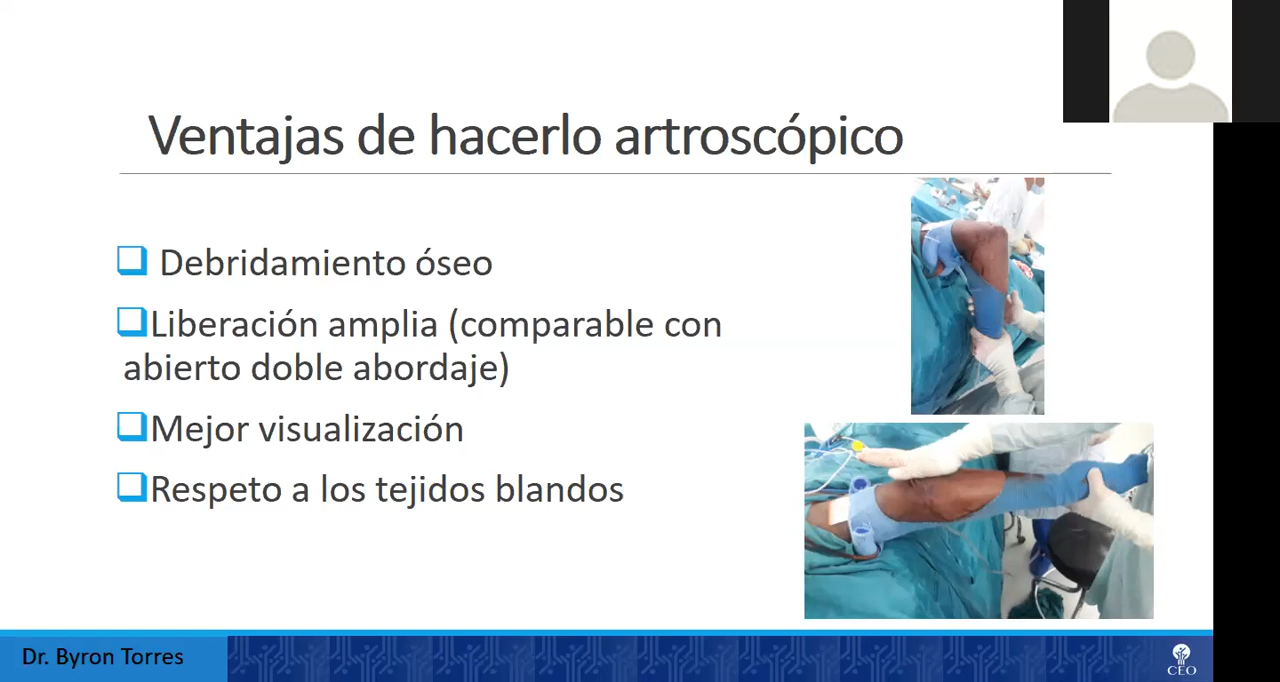 Ventajas de hacerlo artroscópico
Debridamiento óseo
Liberación amplia (comparable con
abierto doble abordaje)
Mejor visualización
Respeto a los tejidos blandos
Dr. Byron Torres
CEO